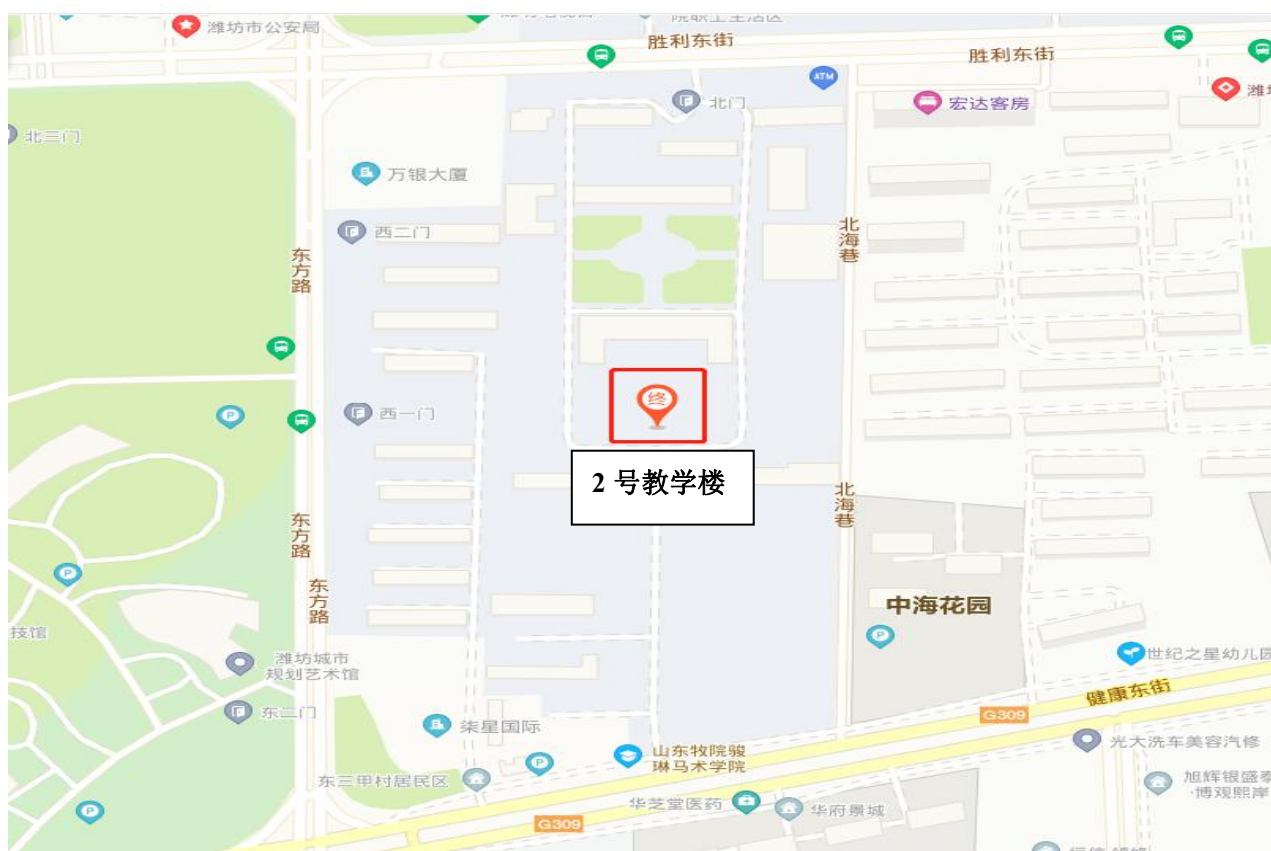 潍坊市公安局
胜利东街
胜利东街
ATM
北门
宏达客房
北三门
万银大厦
西二门
东方路
北海巷
终
P
西一门
2 号教学楼
东方路
北海巷
东方路
P
中海花园
P
技馆
潍坊城市
规划艺术馆
世纪之星幼儿园
健康东街
东二门
G309
柒星国际
光大洗车美容汽修
山东牧院骏
琳马术学院
P
东三甲村居民区
旭辉银盛泰
·博观熙岸
华芝堂医药
华府景城
P
G309